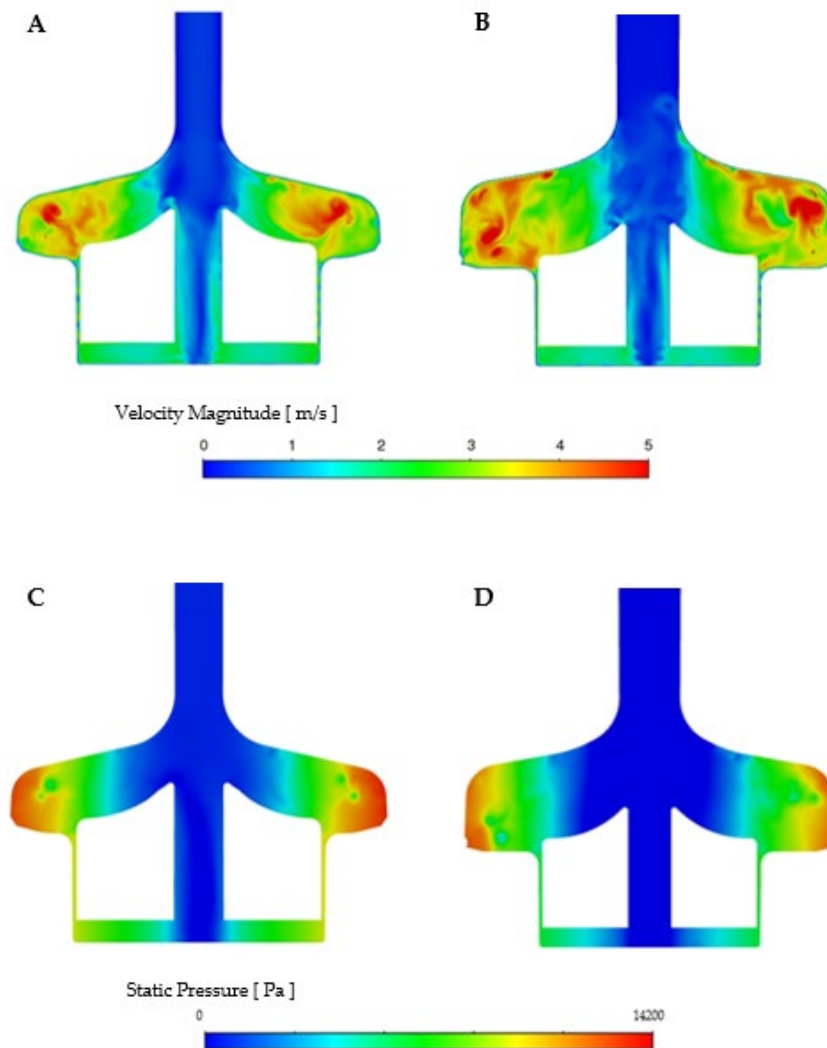 A B
Velocity Magnitude [ m/s ]
0 1 2 3 4 5
C D
Static Pressure [ Pa ]
0 14200